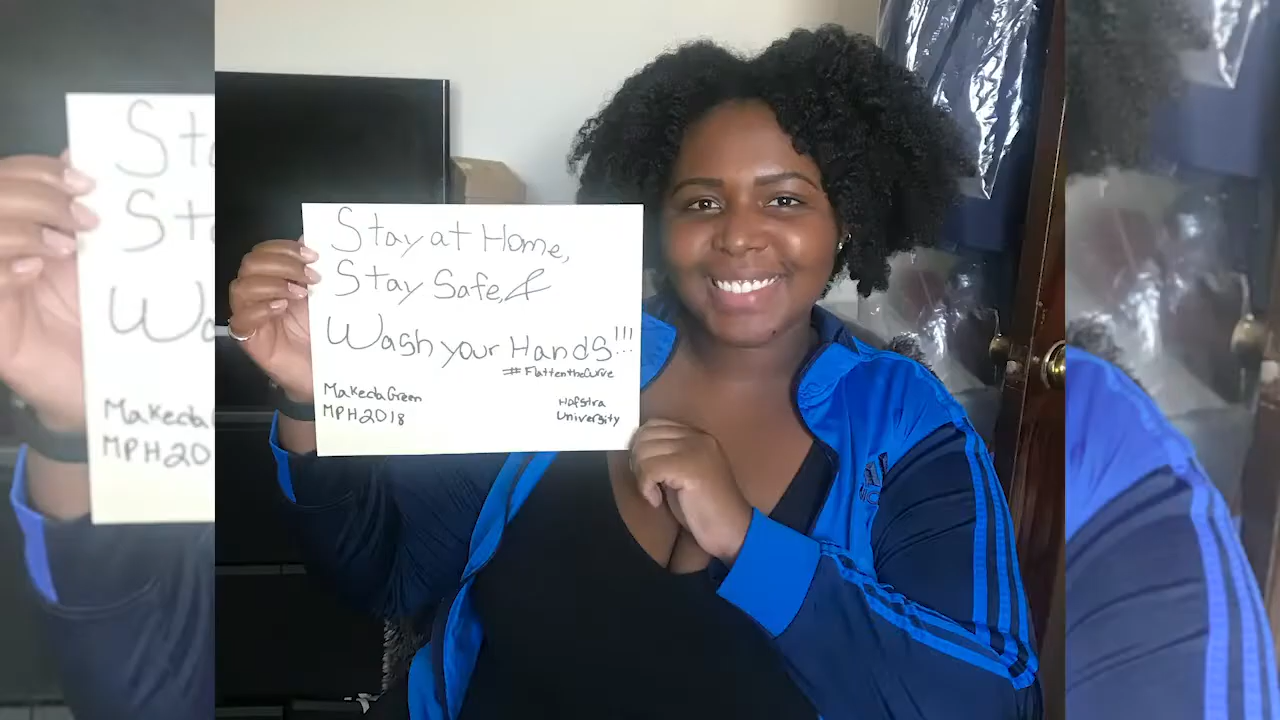 Stay at Home,
Stay Safe, &
Wash your Hands!!!
#FlattentheCurve
Makeda Green
MPH2018
Hofstra
University